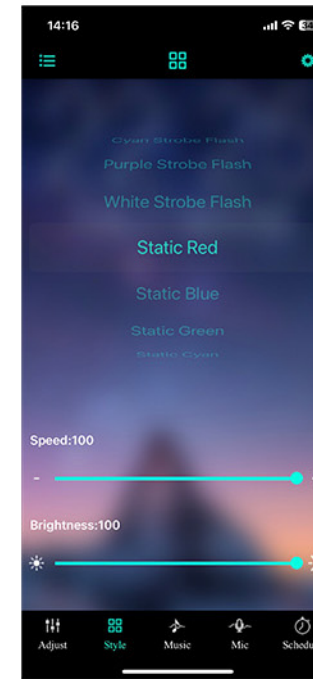 14:16
34
Cyan Strobe Flash
Purple Strobe Flash
White Strobe Flash
Static Red
Static Blue
Static Green
Static Cyan
Speed:100
Brightness:100
Adjust Style Music Mic Schedu